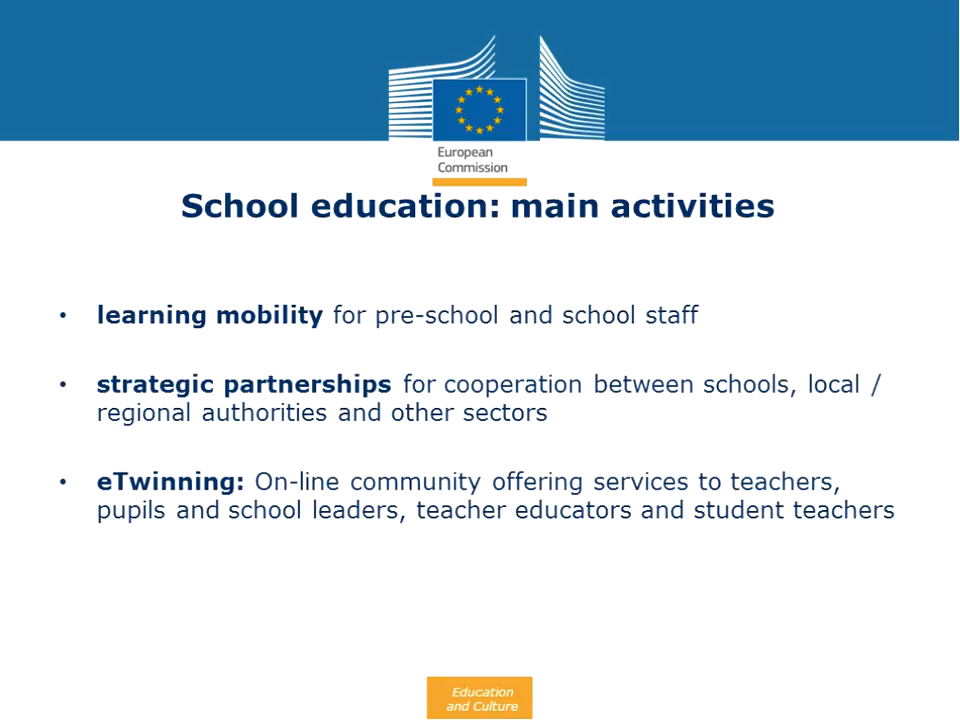 European
Commission
School education: main activities
• learning mobility for pre-school and school staff
• strategic partnerships for cooperation between schools, local /
regional authorities and other sectors
• eTwinning: On-line community offering services to teachers,
pupils and school leaders, teacher educators and student teachers
Education
and Culture